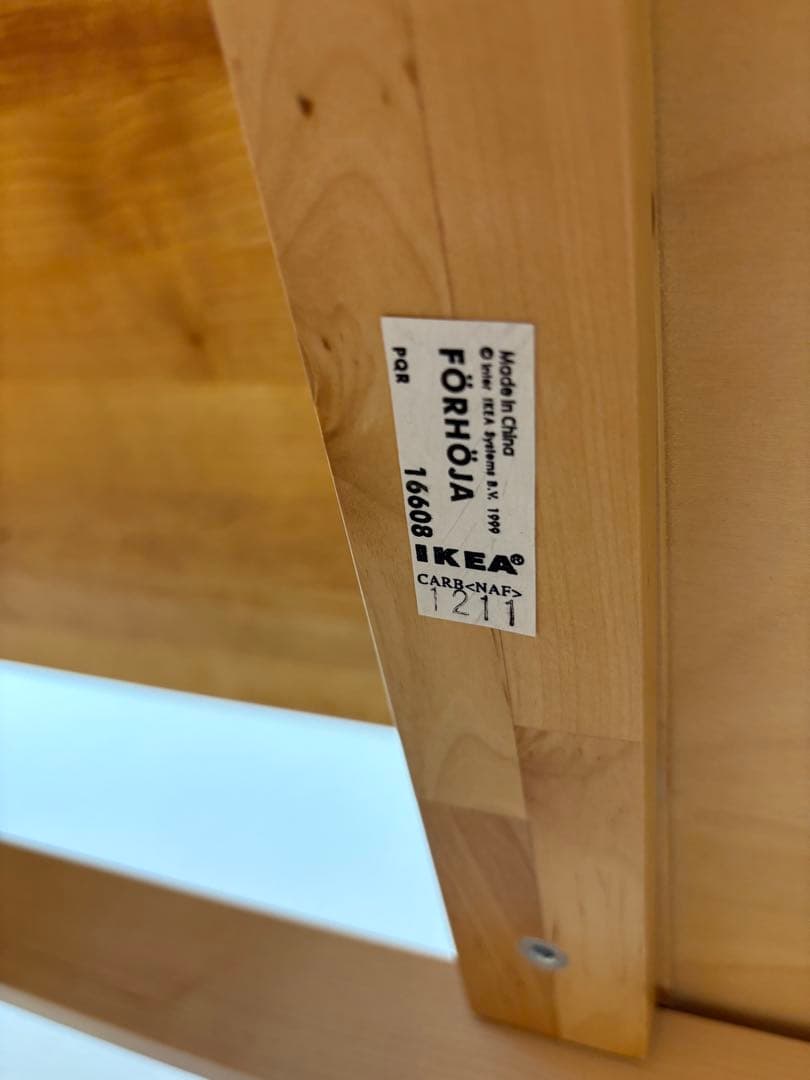 Made in China
© Inter IKEA Systems B.V. 1999
FÖRHÖJA
PQR 16608
IKEA®
CARB<NAF>
1211